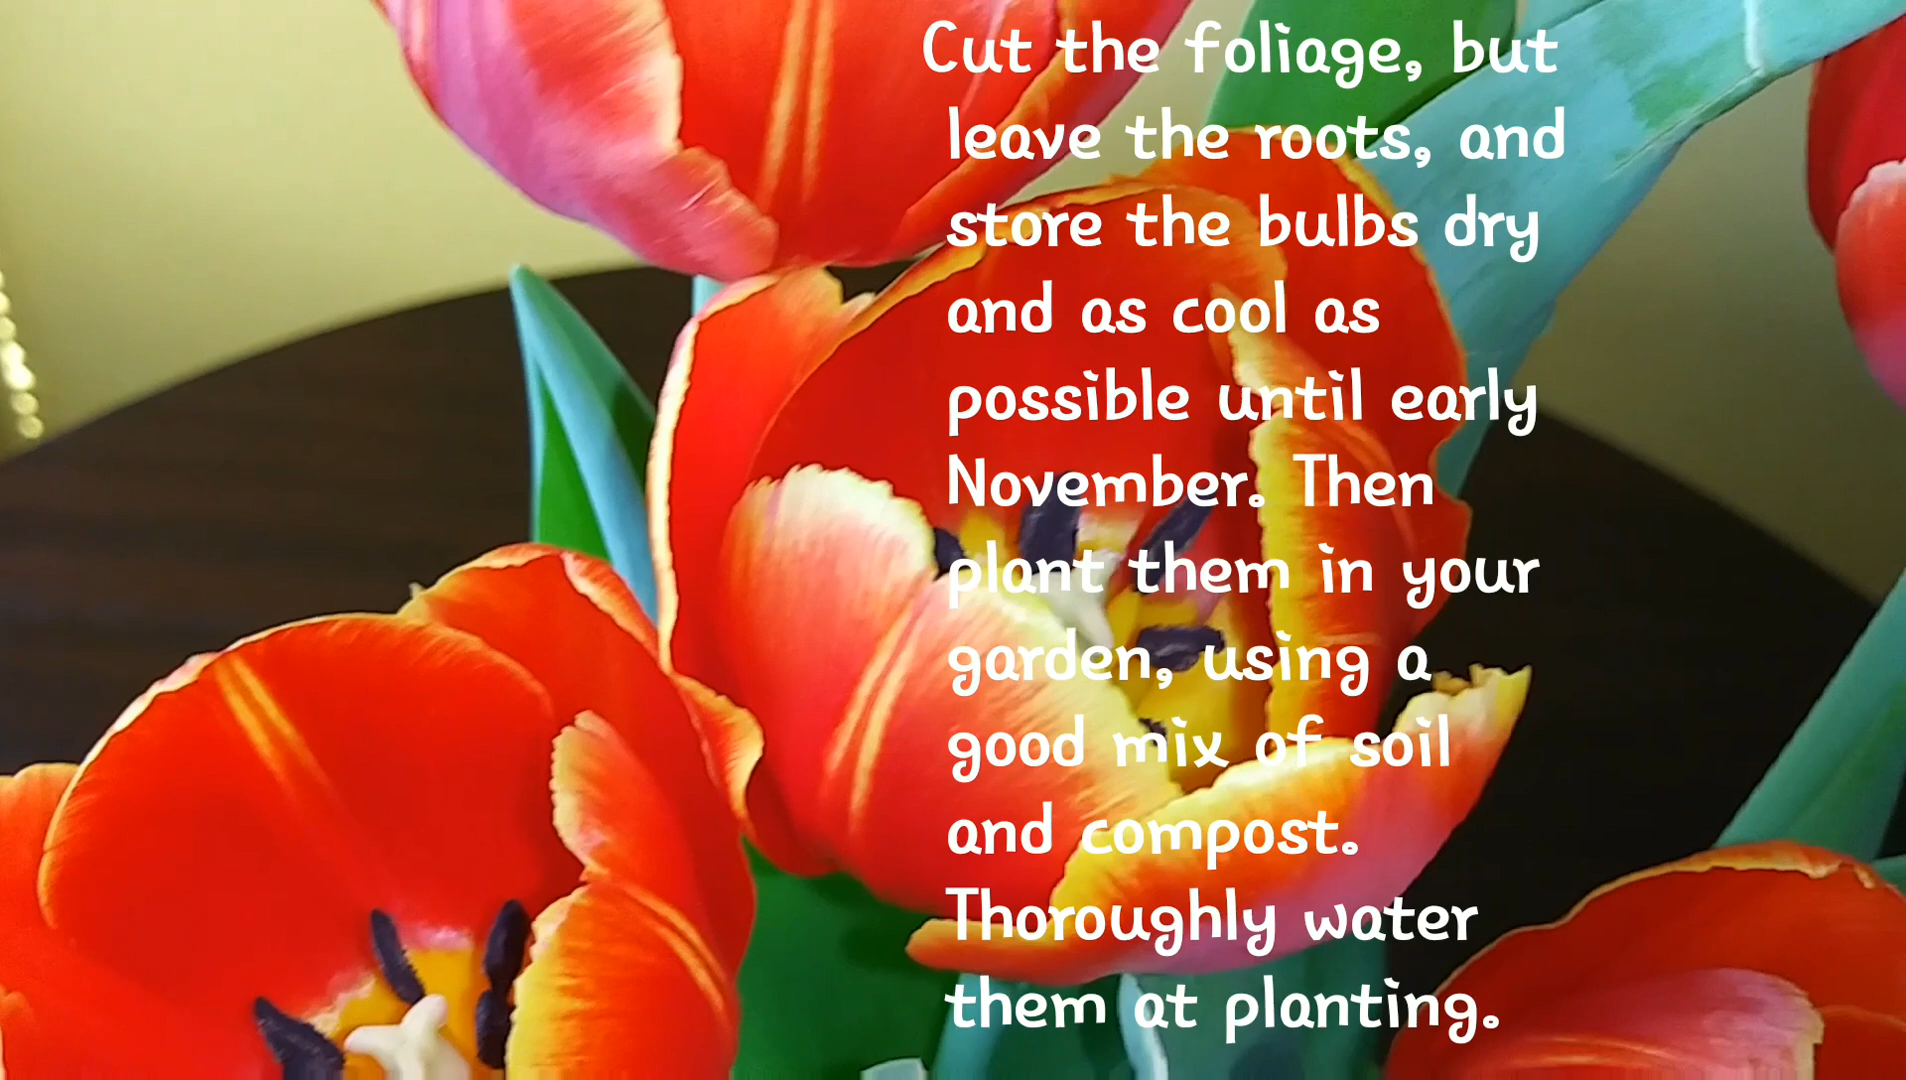 Cut the foliage, but
leave the roots, and
store the bulbs dry
and as cool as
possible until early
November. Then
plant them in your
garden, using a
good mix of soil
and compost.
Thoroughly water
them at planting.